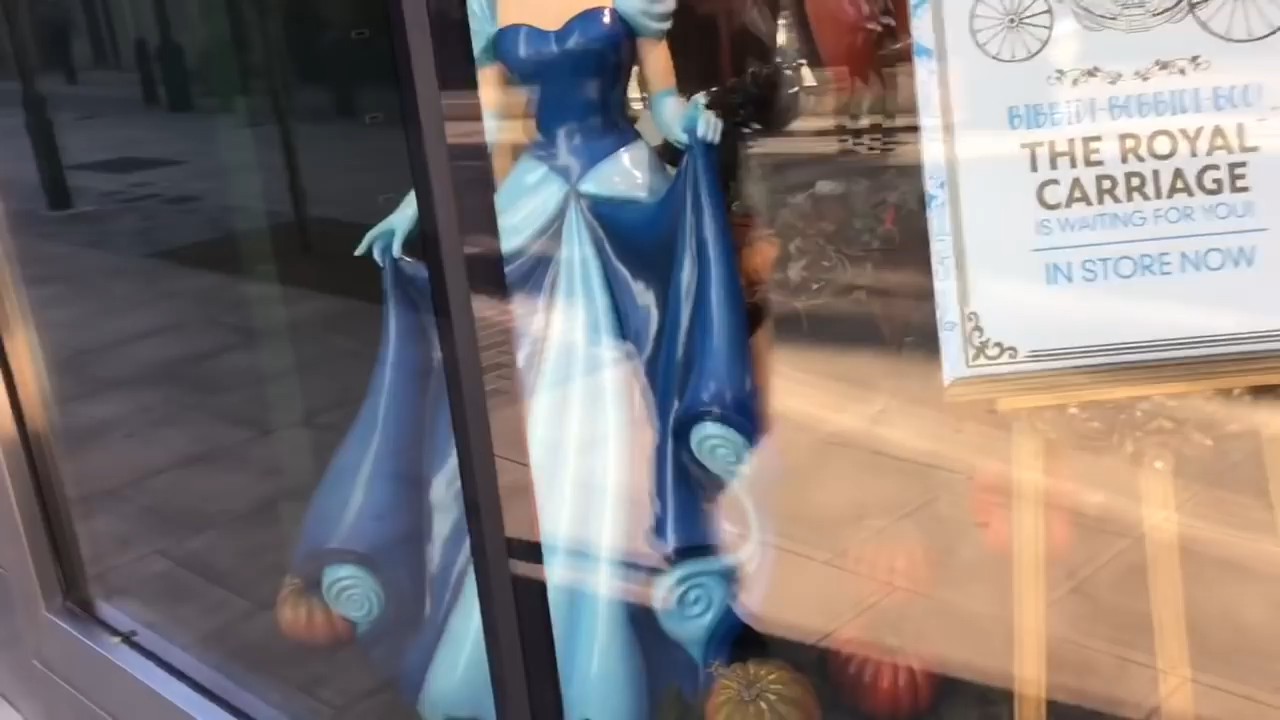 BIBBIDI-BOBBIDI-BOO!
THE ROYAL
CARRIAGE
IS WAITING FOR YOU!
IN STORE NOW